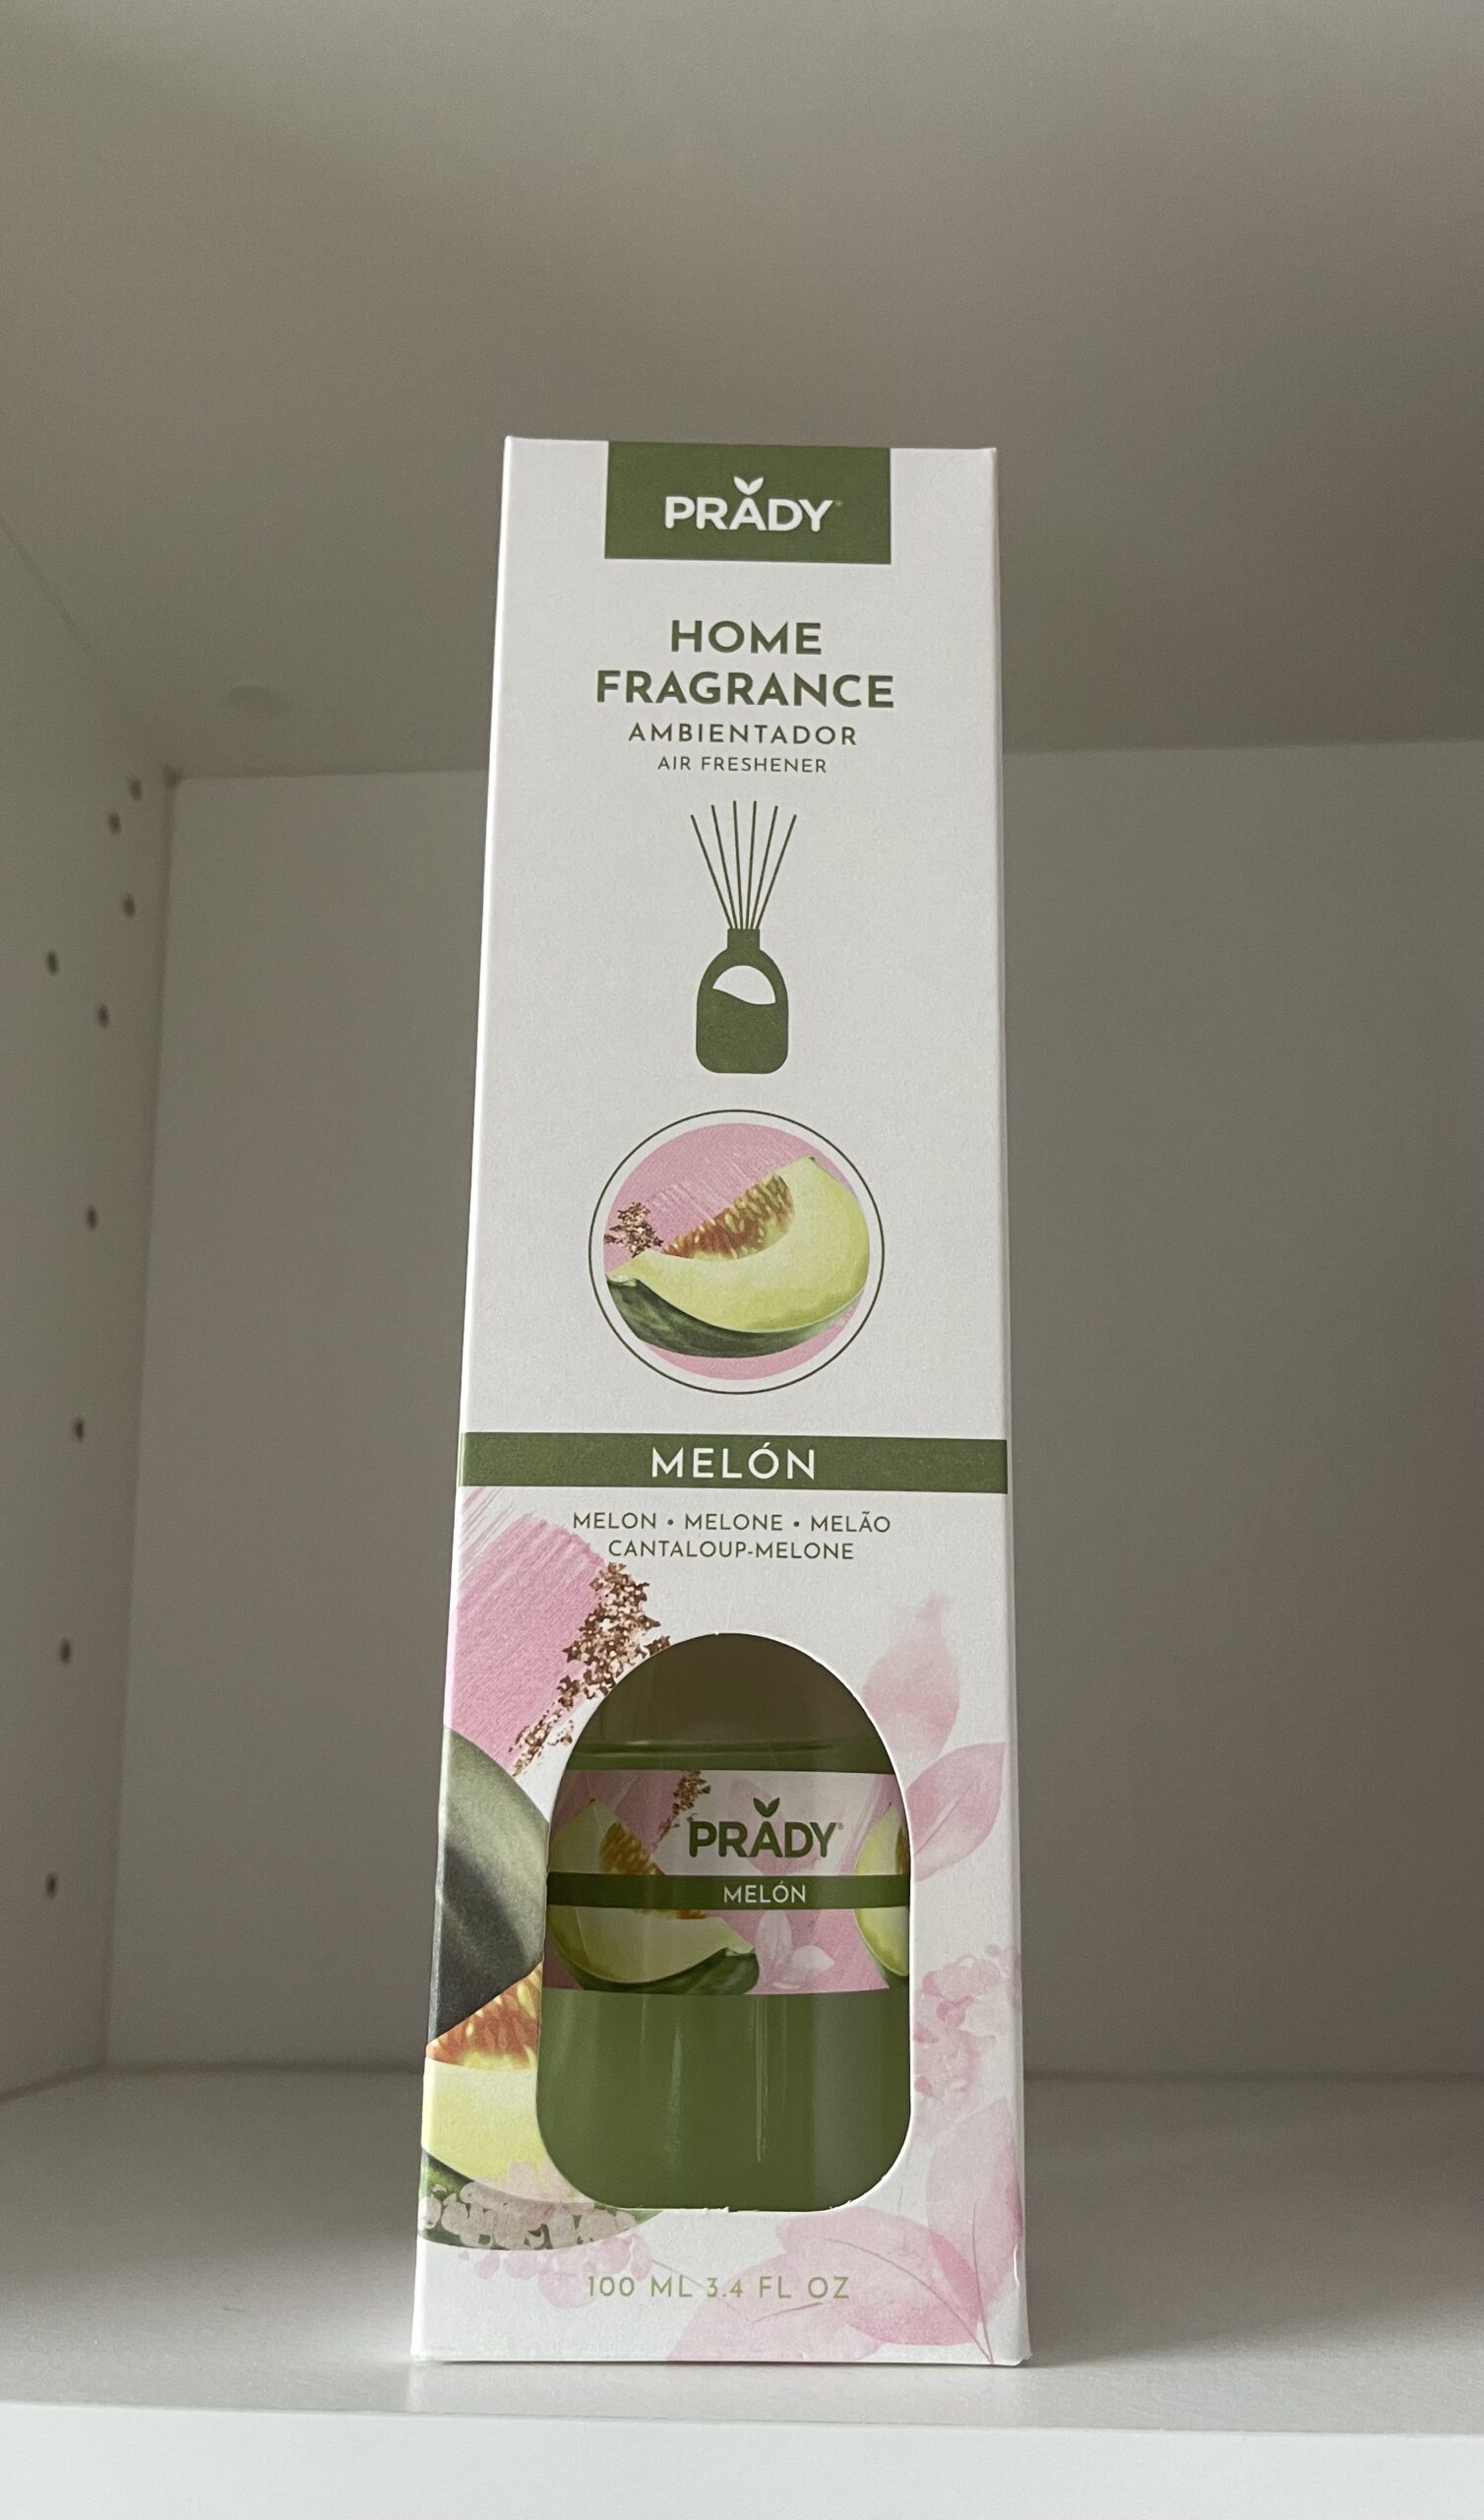 PRADY
HOME
FRAGRANCE
AMBIENTADOR
AIR FRESHENER
MELÓN
MELON • MELONE • MELÃO
CANTALOUP-MELONE
PRADY
MELÓN
100 ML 3.4 FL OZ